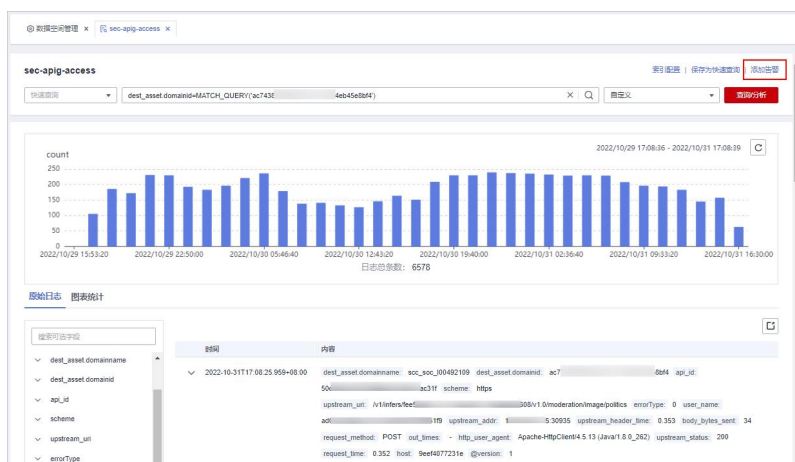 数据空间管理 × sec-apig-access ×
sec-apig-access
索引配置 | 保存为快速查询 | 添加告警
快速查询 dest_asset.domainid=MATCH_QUERY('ac7438 4eb45e8bf4') × 自定义 查询/分析
2022/10/29 17:08:36 - 2022/10/31 17:08:39
count
250
200
150
100
50
0
2022/10/29 15:53:20 2022/10/29 22:50:00 2022/10/30 05:46:40 2022/10/30 12:43:20 2022/10/30 19:40:00 2022/10/31 02:36:40 2022/10/31 09:33:20 2022/10/31 16:30:00
日志总条数: 6578
原始日志 图表统计
搜索可选字段
时间 内容
dest_asset.domainname
dest_asset.domainid
api_id
scheme
upstream_uri
errorType
2022-10-31T17:08:25.959+08:00 dest_asset.domainname: scc_soc_l00492109 dest_asset.domainid: ac7 8bf4 api_id:
50c ac31f scheme: https
upstream_uri: /v1/infers/fee5 608/v1.0/moderation/image/politics errorType: 0 user_name:
ad 1f9 upstream_addr: 1 5:30935 upstream_header_time: 0.353 body_bytes_sent: 34
request_method: POST out_times: - http_user_agent: Apache-HttpClient/4.5.13 (Java/1.8.0_262) upstream_status: 200
request_time: 0.352 host: 9eef4077231e @version: 1